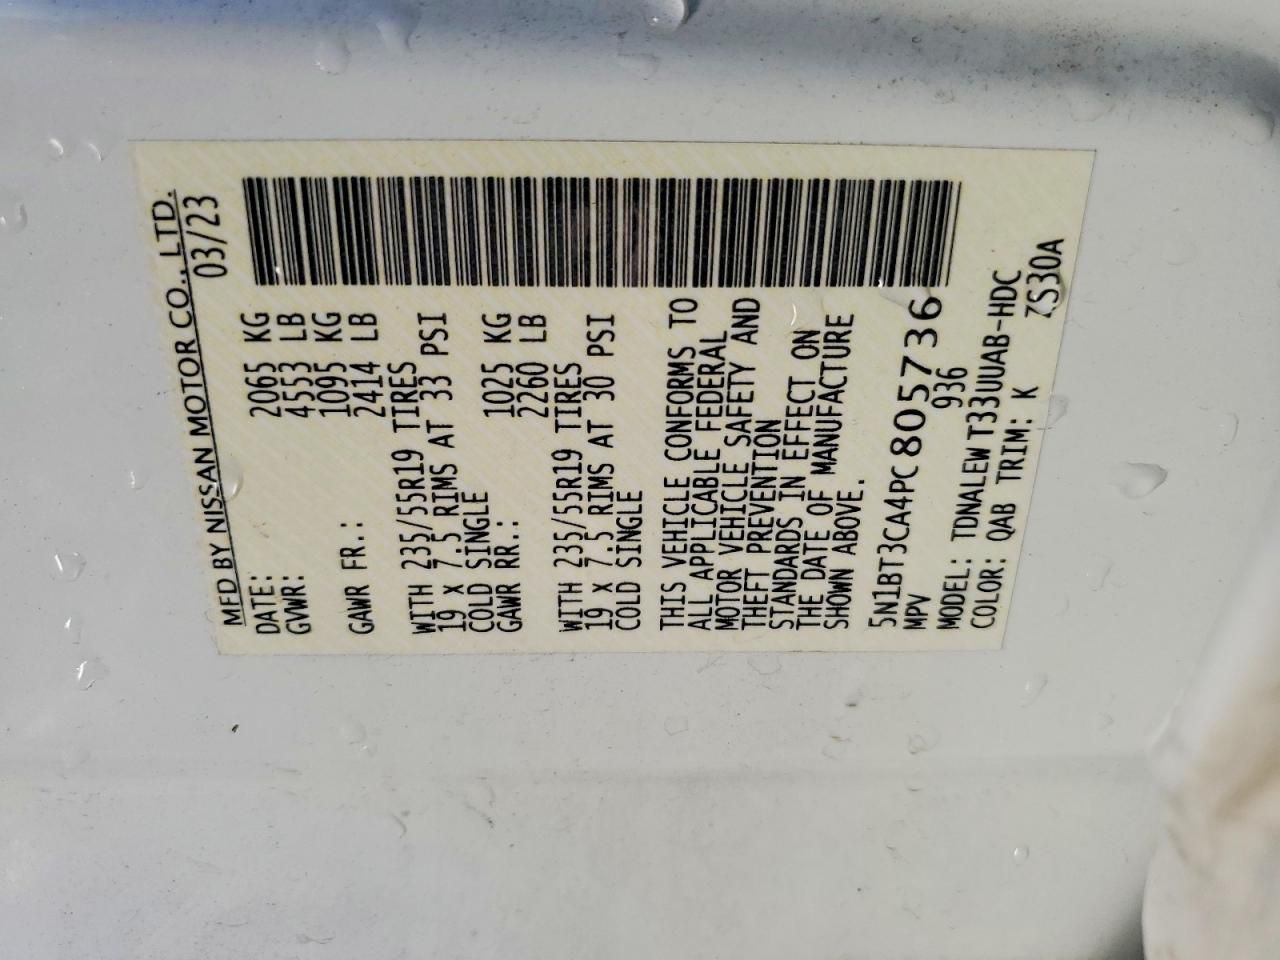 MFD BY NISSAN MOTOR CO., LTD.
DATE: 03/23
GVWR: 2065 KG
4553 LB
GAWR FR.: 1095 KG
2414 LB
WITH 235/55R19 TIRES
19 x 7.5 RIMS AT 33 PSI
COLD SINGLE
GAWR RR.: 1025 KG
2260 LB
WITH 235/55R19 TIRES
19 x 7.5 RIMS AT 30 PSI
COLD SINGLE
THIS VEHICLE CONFORMS TO
ALL APPLICABLE FEDERAL
MOTOR VEHICLE SAFETY AND
THEFT PREVENTION
STANDARDS IN EFFECT ON
THE DATE OF MANUFACTURE
SHOWN ABOVE.
5N1BT3CA4PC805736
MPV 936
MODEL: TDNALEW T33UUAB-HDC
COLOR: QAB TRIM: K ZS30A